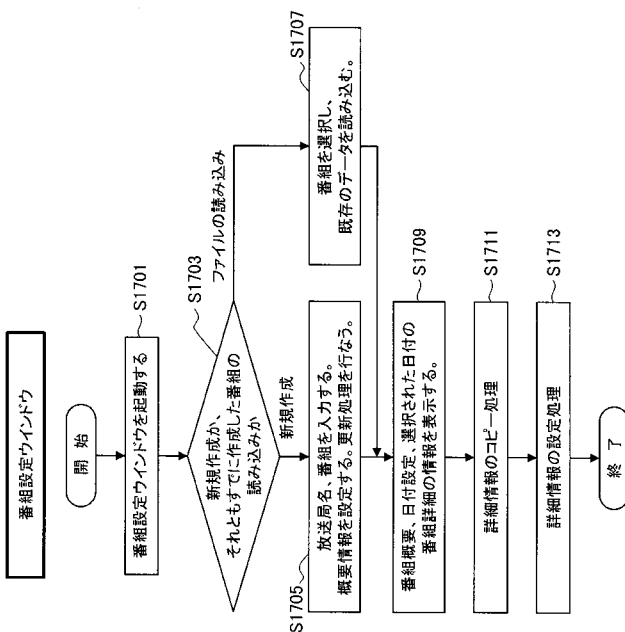 番組設定ウインドウ
開 始
番組設定ウインドウを起動する
S1701
新規作成か、
それともすでに作成した番組の
読み込みか
S1703
ファイルの読み込み
新規作成
放送局名、番組を入力する。
概要情報を設定する。更新処理を行なう。
S1705
番組を選択し、
既存のデータを読み込む。
S1707
番組概要、日付設定、選択された日付の
番組詳細の情報を表示する。
S1709
詳細情報のコピー処理
S1711
詳細情報の設定処理
S1713
終 了